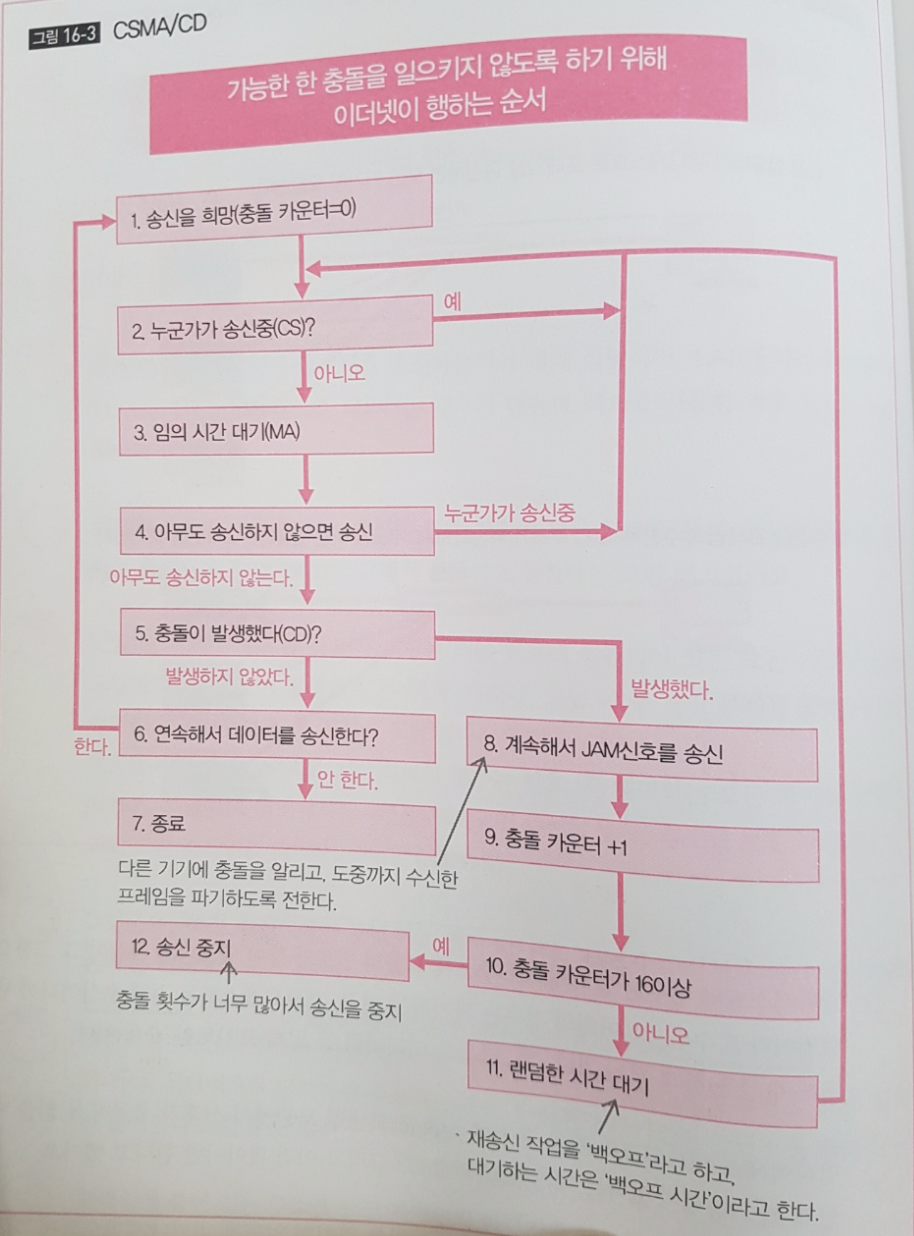 그림 16-3 CSMA/CD
가능한 한 충돌을 일으키지 않도록 하기 위해
이더넷이 행하는 순서
1. 송신을 희망(충돌 카운터=0)
2. 누군가가 송신중(CS)?
예
아니오
3. 임의 시간 대기(MA)
4. 아무도 송신하지 않으면 송신
누군가가 송신중
아무도 송신하지 않는다.
5. 충돌이 발생했다(CD)?
발생하지 않았다.
발생했다.
6. 연속해서 데이터를 송신한다?
한다.
안 한다.
7. 종료
8. 계속해서 JAM신호를 송신
다른 기기에 충돌을 알리고, 도중까지 수신한
프레임을 파기하도록 전한다.
9. 충돌 카운터 +1
10. 충돌 카운터가 16이상
예
12. 송신 중지
충돌 횟수가 너무 많아서 송신을 중지
아니오
11. 랜덤한 시간 대기
재송신 작업을 '백오프'라고 하고,
대기하는 시간은 '백오프 시간'이라고 한다.